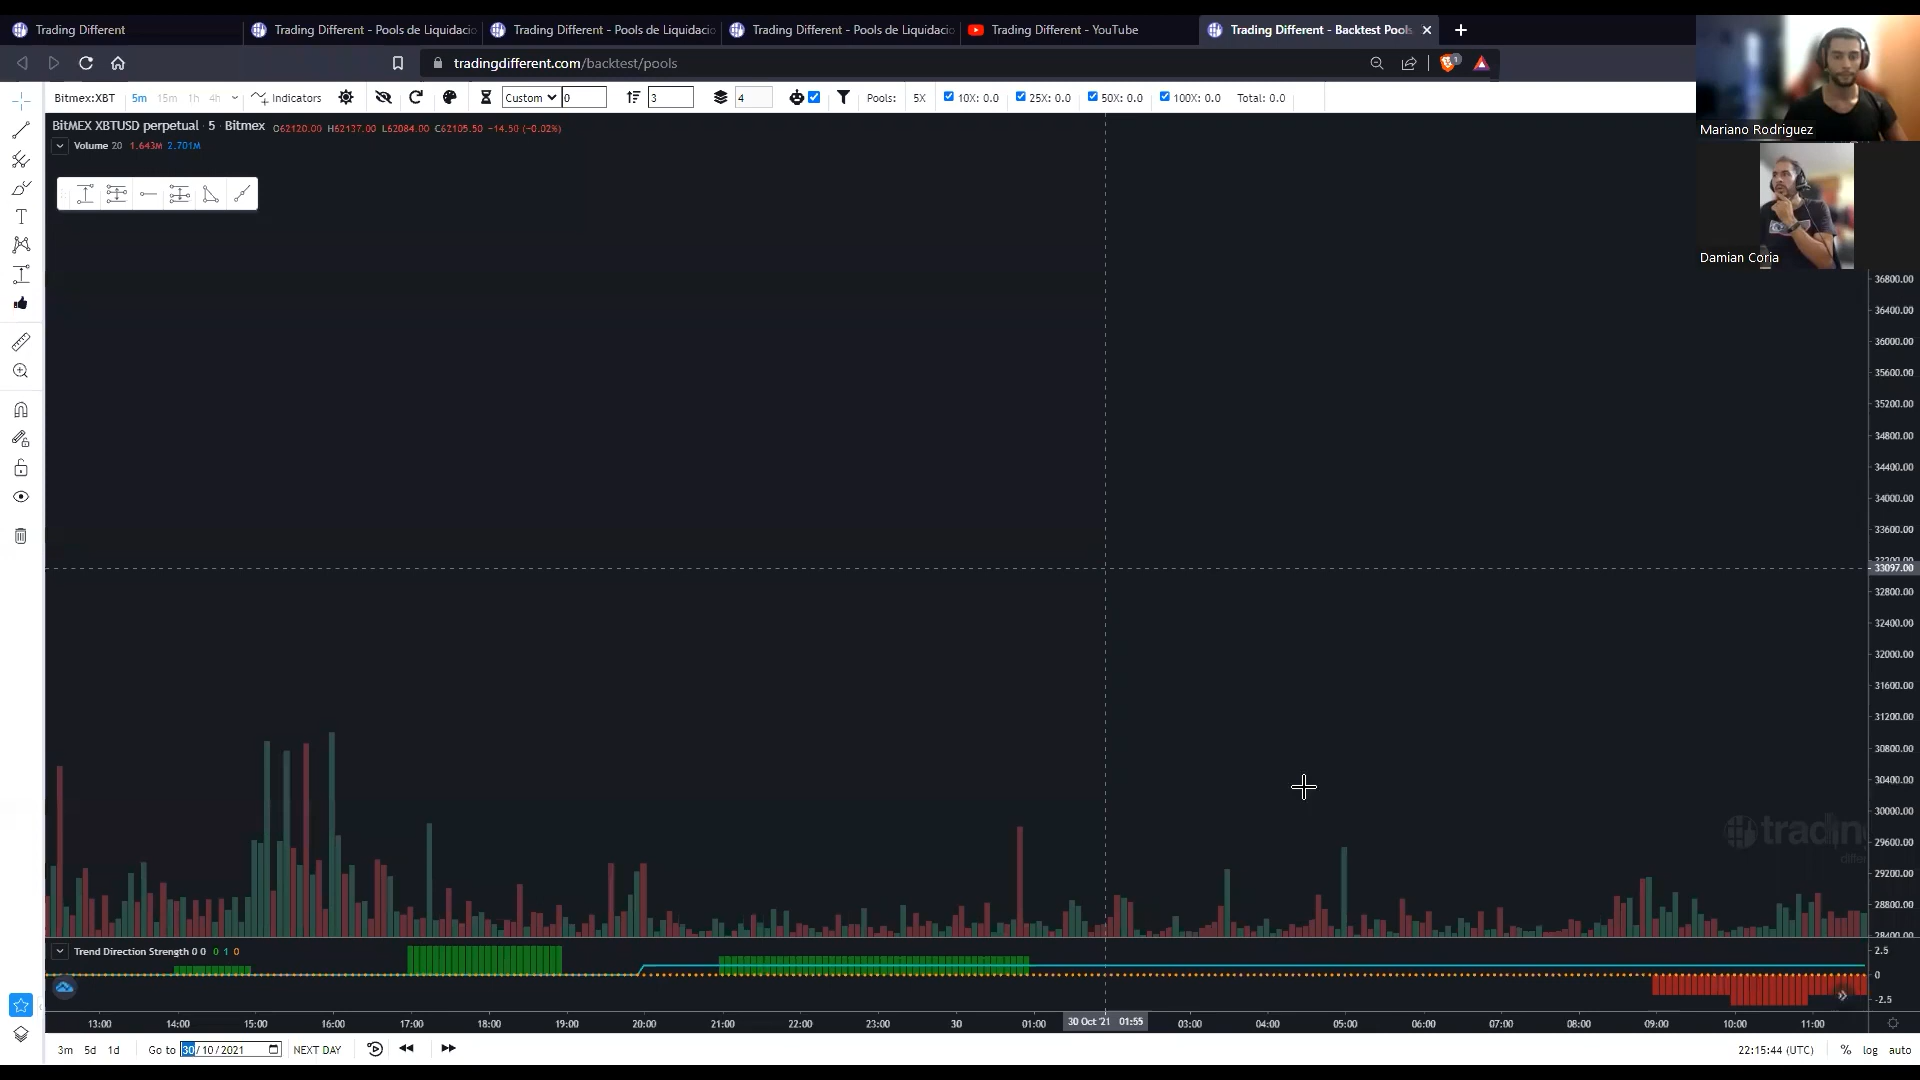 Trading Different
Trading Different - Pools de Liquidacio
Trading Different - Pools de Liquidacio
Trading Different - Pools de Liquidacio
Trading Different - YouTube
Trading Different - Backtest Pools
tradingdifferent.com/backtest/pools
1
Bitmex:XBT 5m 15m 1h 4h Indicators Custom 0 3 4 Pools: 5X 10X: 0.0 25X: 0.0 50X: 0.0 100X: 0.0 Total: 0.0
Mariano Rodriguez
Damian Coria
BitMEX XBTUSD perpetual · 5 · Bitmex O62120.00 H62137.00 L62084.00 C62105.50 −14.50 (−0.02%)
Volume 20 1.643M 2.701M
36800.00
36400.00
36000.00
35600.00
35200.00
34800.00
34400.00
34000.00
33600.00
33200.00
33097.00
32800.00
32400.00
32000.00
31600.00
31200.00
30800.00
30400.00
30000.00
29600.00
29200.00
28800.00
28400.00
trading
differ
Trend Direction Strength 0 0 0 1 0
2.5
0
-2.5
13:00 14:00 15:00 16:00 17:00 18:00 19:00 20:00 21:00 22:00 23:00 30 01:00 30 Oct '21 01:55 03:00 04:00 05:00 06:00 07:00 08:00 09:00 10:00 11:00
3m 5d 1d Go to 30/10/2021 NEXT DAY 22:15:44 (UTC) % log auto